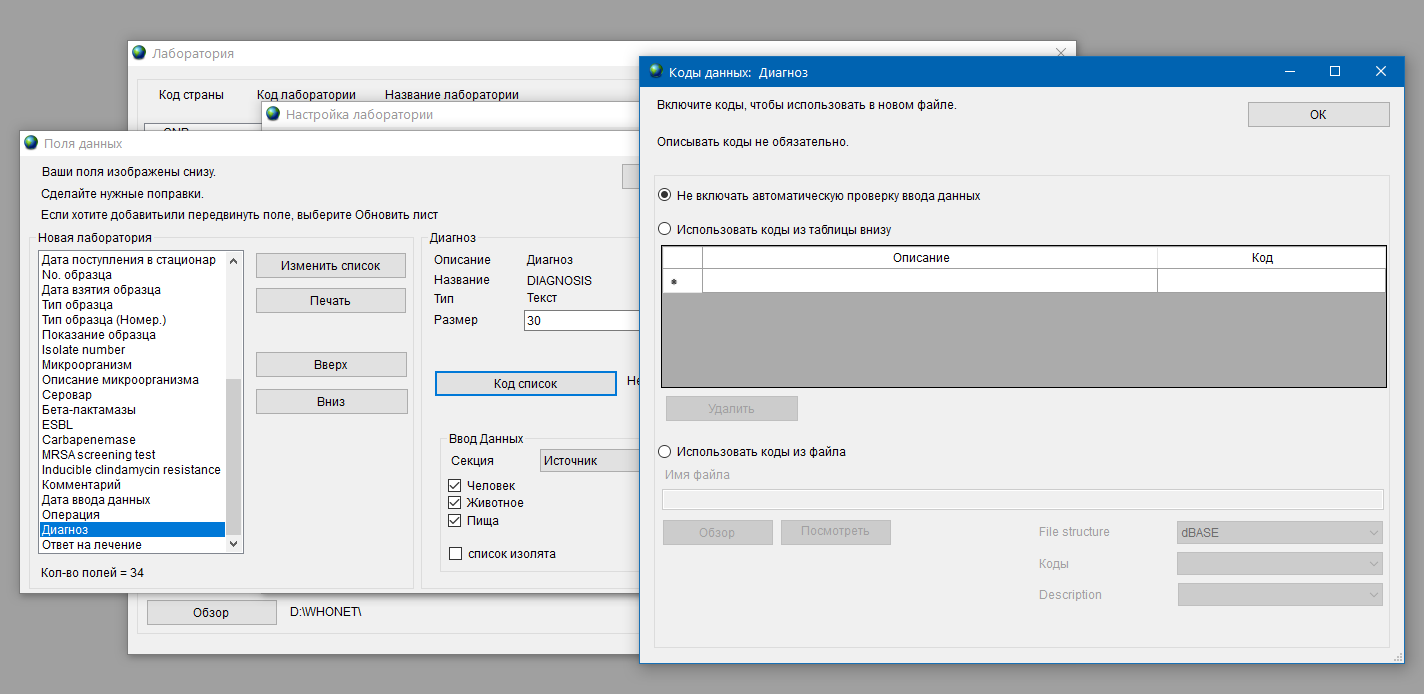 Лаборатория
Код страны
Код лаборатории
Название лаборатории
Настройка лаборатории
Поля данных
Ваши поля изображены снизу.
Сделайте нужные поправки.
Если хотите добавитьили передвинуть поле, выберите Обновить лист
Новая лаборатория
Дата поступления в стационар
No. образца
Дата взятия образца
Тип образца
Тип образца (Номер.)
Показание образца
Isolate number
Микроорганизм
Описание микроорганизма
Серовар
Бета-лактамазы
ESBL
Carbapenemase
MRSA screening test
Inducible clindamycin resistance
Комментарий
Дата ввода данных
Операция
Диагноз
Ответ на лечение
Кол-во полей = 34
Изменить список
Печать
Вверх
Вниз
Диагноз
Описание Диагноз
Название DIAGNOSIS
Тип Текст
Размер 30
Код список
Ввод Данных
Секция Источник
Человек
Животное
Пища
список изолята
Обзор D:\WHONET\
Коды данных: Диагноз
Включите коды, чтобы использовать в новом файле.
OK
Описывать коды не обязательно.
Не включать автоматическую проверку ввода данных
Использовать коды из таблицы внизу
Описание Код
Удалить
Использовать коды из файла
Имя файла
Обзор Посмотреть
File structure dBASE
Коды
Description